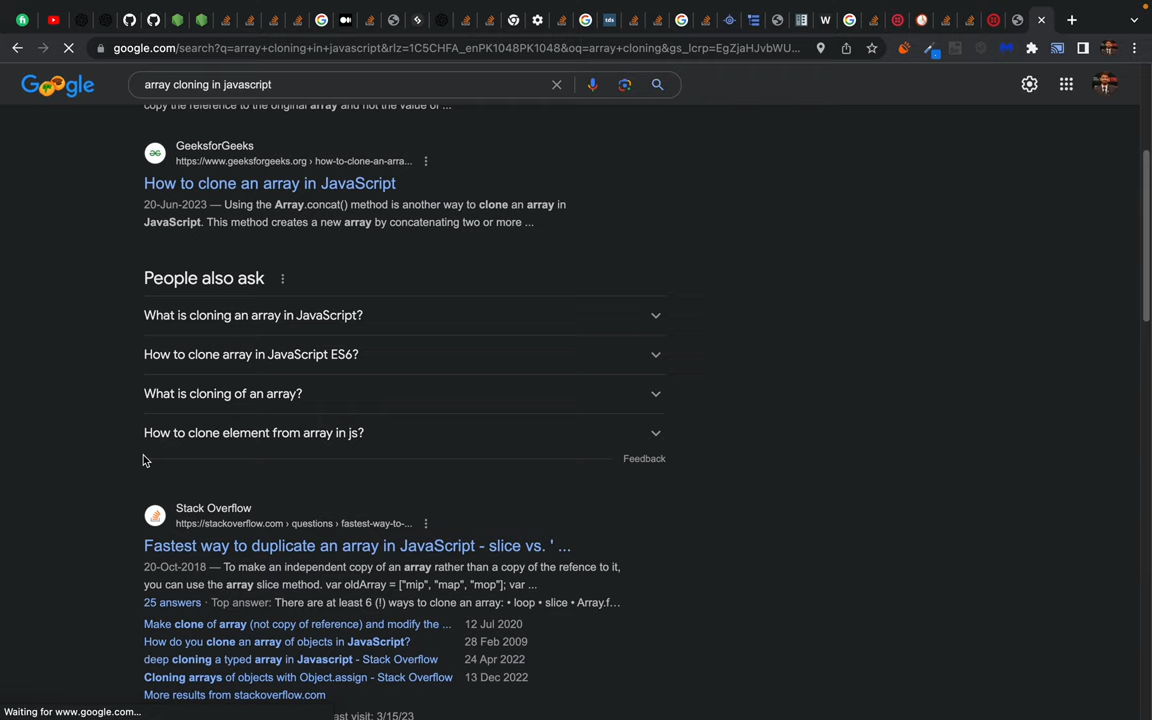 google.com/search?q=array+cloning+in+javascript&rlz=1C5CHFA_enPK1048PK1048&oq=array+cloning&gs_lcrp=EgZjaHJvbWU...
Google
array cloning in javascript
copy the reference to the original array and not the value of ...
GeeksforGeeks
https://www.geeksforgeeks.org › how-to-clone-an-arra...
How to clone an array in JavaScript
20-Jun-2023 — Using the Array.concat() method is another way to clone an array in
JavaScript. This method creates a new array by concatenating two or more ...
People also ask
What is cloning an array in JavaScript?
How to clone array in JavaScript ES6?
What is cloning of an array?
How to clone element from array in js?
Feedback
Stack Overflow
https://stackoverflow.com › questions › fastest-way-to-...
Fastest way to duplicate an array in JavaScript - slice vs. ' ...
20-Oct-2018 — To make an independent copy of an array rather than a copy of the refence to it,
you can use the array slice method. var oldArray = ["mip", "map", "mop"]; var ...
25 answers · Top answer: There are at least 6 (!) ways to clone an array: • loop • slice • Array.f...
Make clone of array (not copy of reference) and modify the ... 12 Jul 2020
How do you clone an array of objects in JavaScript? 28 Feb 2009
deep cloning a typed array in Javascript - Stack Overflow 24 Apr 2022
Cloning arrays of objects with Object.assign - Stack Overflow 13 Dec 2022
More results from stackoverflow.com
Waiting for www.google.com...
ast visit: 3/15/23